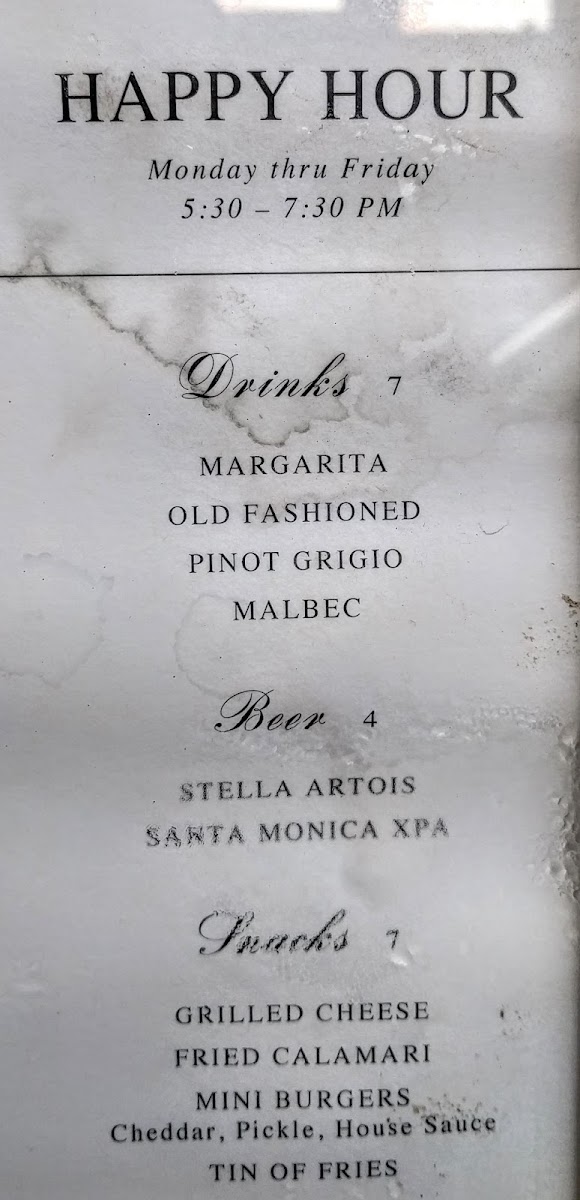 HAPPY HOUR
Monday thru Friday
5:30 – 7:30 PM
Drinks 7
MARGARITA
OLD FASHIONED
PINOT GRIGIO
MALBEC
Beer 4
STELLA ARTOIS
SANTA MONICA XPA
Snacks 7
GRILLED CHEESE
FRIED CALAMARI
MINI BURGERS
Cheddar, Pickle, House Sauce
TIN OF FRIES